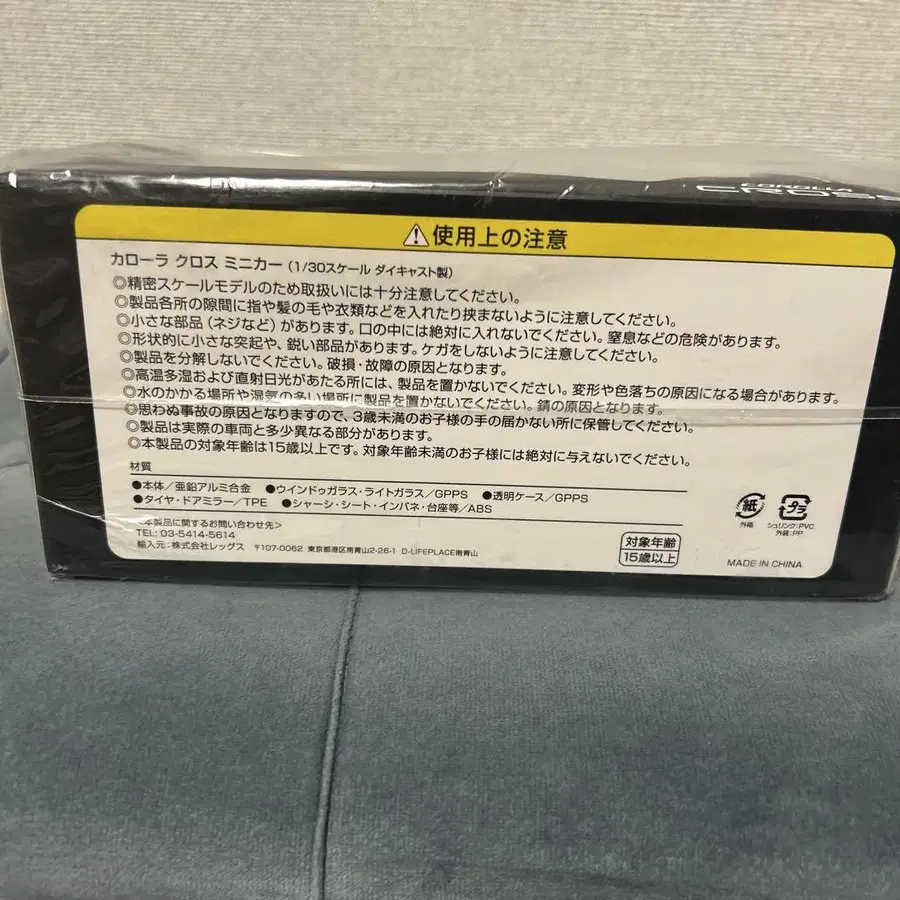 COROLLA
CROSS
使用上の注意
カローラ クロス ミニカー（1/30スケール ダイキャスト製）
◎精密スケールモデルのため取扱いには十分注意してください。
◎製品各所の隙間に指や髪の毛や衣類などを入れたり挟まないように注意してください。
◎小さな部品（ネジなど）があります。口の中には絶対に入れないでください。窒息などの危険があります。
◎形状的に小さな突起や、鋭い部品があります。ケガをしないように注意してください。
◎製品を分解しないでください。破損・故障の原因となります。
◎高温多湿および直射日光があたる所には、製品を置かないでください。変形や色落ちの原因になる場合があります。
◎水のかかる場所や湿気の多い場所に製品を置かないでください。錆の原因となります。
◎思わぬ事故の原因となりますので、3歳未満のお子様の手の届かない所に保管してください。
◎製品は実際の車両と多少異なる部分があります。
◎本製品の対象年齢は15歳以上です。対象年齢未満のお子様には絶対に与えないでください。
材質
●本体／亜鉛アルミ合金 ●ウインドゥガラス・ライトガラス／GPPS ●透明ケース／GPPS
●タイヤ・ドアミラー／TPE ●シャーシ・シート・インパネ・台座等／ABS
＜本製品に関するお問い合わせ先＞
TEL: 03-5414-5614
輸入元：株式会社レッグス 〒107-0062 東京都港区南青山2-26-1 D-LIFEPLACE南青山
対象年齢
15歳以上
紙
外箱
プラ
シュリンク：PVC
外装：PP
MADE IN CHINA